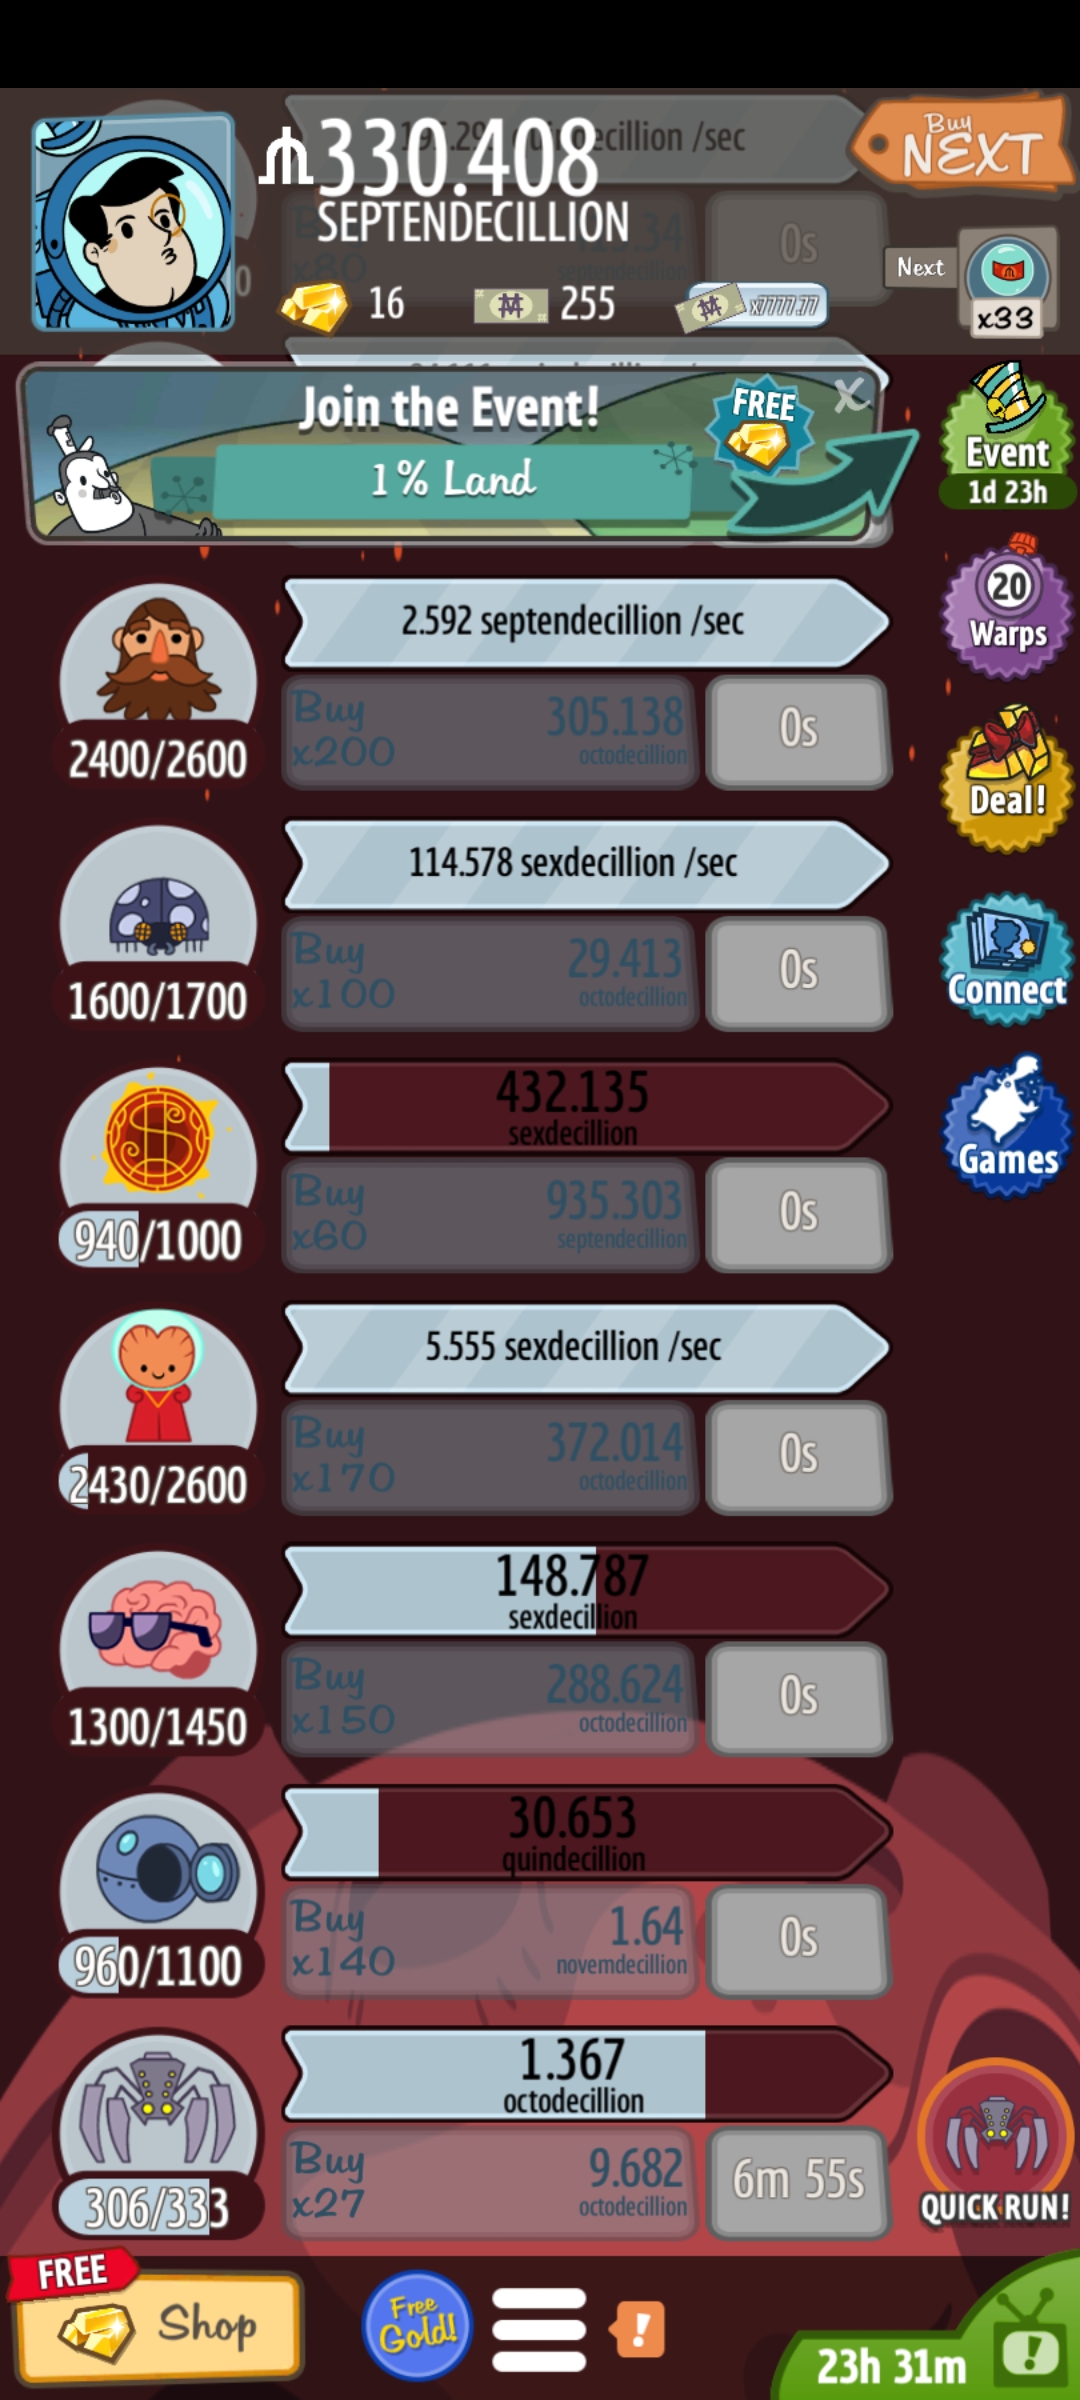 330.408
SEPTENDECILLION
Buy
NEXT
16
255
x7777.77
Next
x33
0s
Join the Event!
1% Land
FREE
X
Event
1d 23h
2.592 septendecillion /sec
2400/2600
Buy
x200
305.138
octodecillion
0s
20
Warps
Deal!
114.578 sexdecillion /sec
1600/1700
Buy
x100
29.413
octodecillion
0s
Connect
432.135
sexdecillion
940/1000
Buy
x60
935.303
septendecillion
0s
Games
5.555 sexdecillion /sec
2430/2600
Buy
x170
372.014
octodecillion
0s
148.787
sexdecillion
1300/1450
Buy
x150
288.624
octodecillion
0s
30.653
quindecillion
960/1100
Buy
x140
1.64
novemdecillion
0s
1.367
octodecillion
306/333
Buy
x27
9.682
octodecillion
6m 55s
QUICK RUN!
FREE
Shop
Free
Gold!
!
23h 31m
!